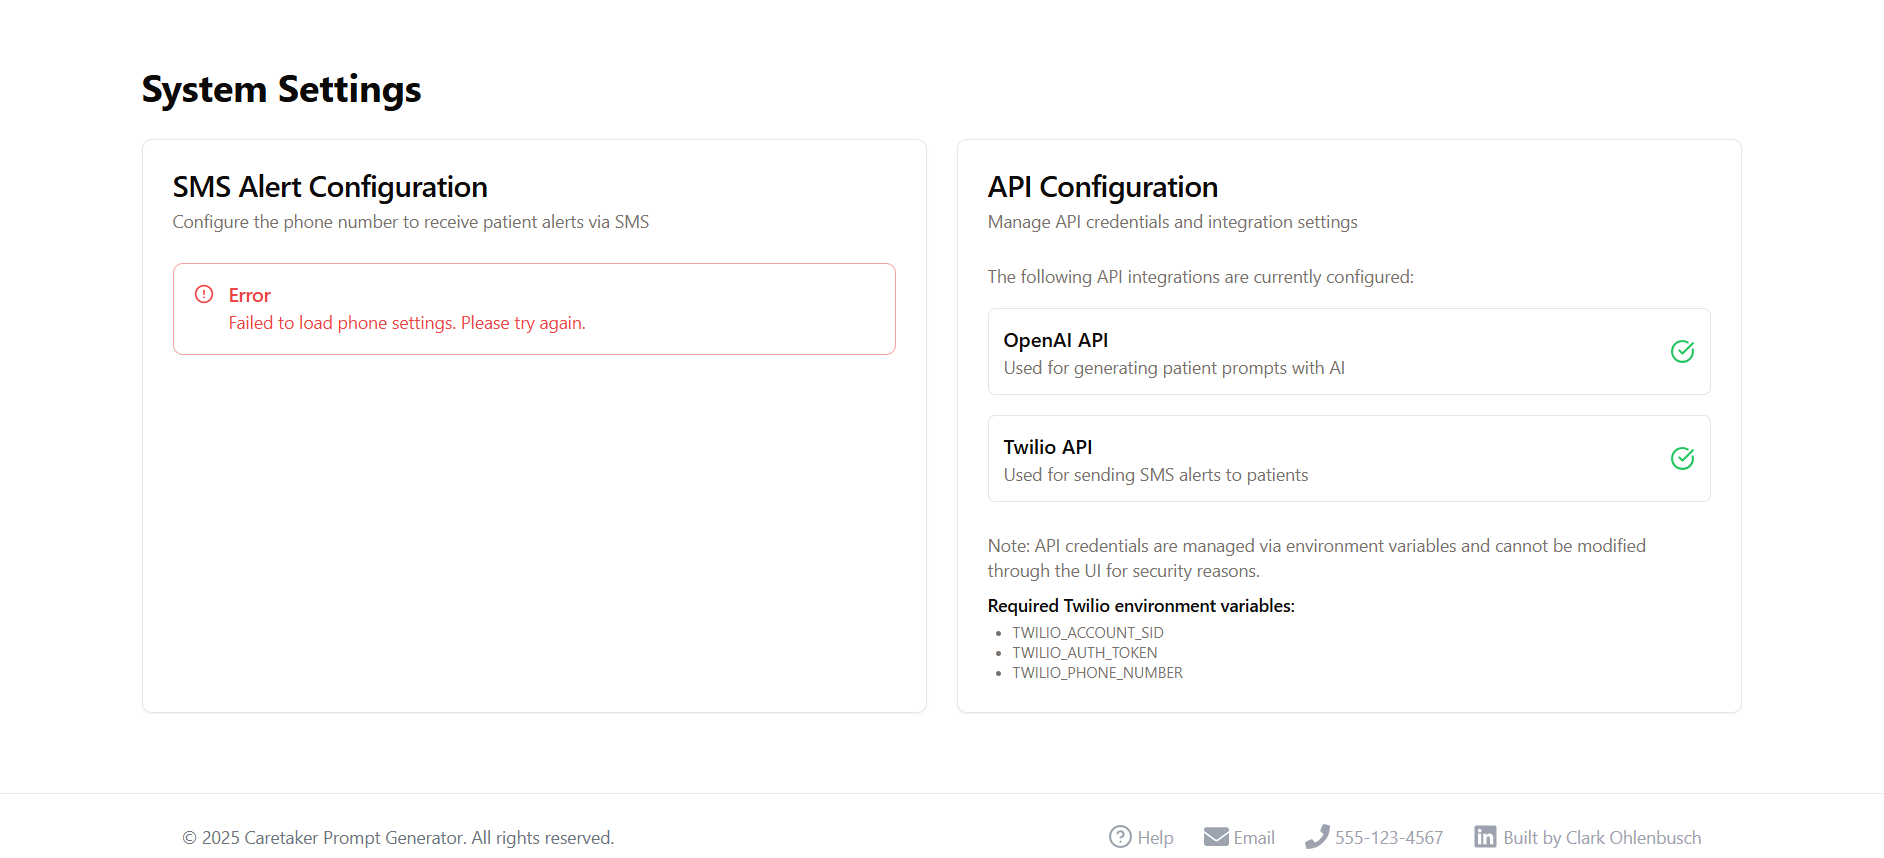 System Settings
SMS Alert Configuration
Configure the phone number to receive patient alerts via SMS
Error
Failed to load phone settings. Please try again.
API Configuration
Manage API credentials and integration settings
The following API integrations are currently configured:
OpenAI API
Used for generating patient prompts with AI
Twilio API
Used for sending SMS alerts to patients
Note: API credentials are managed via environment variables and cannot be modified
through the UI for security reasons.
Required Twilio environment variables:
• TWILIO_ACCOUNT_SID
• TWILIO_AUTH_TOKEN
• TWILIO_PHONE_NUMBER
© 2025 Caretaker Prompt Generator. All rights reserved.
Help
Email
555-123-4567
Built by Clark Ohlenbusch